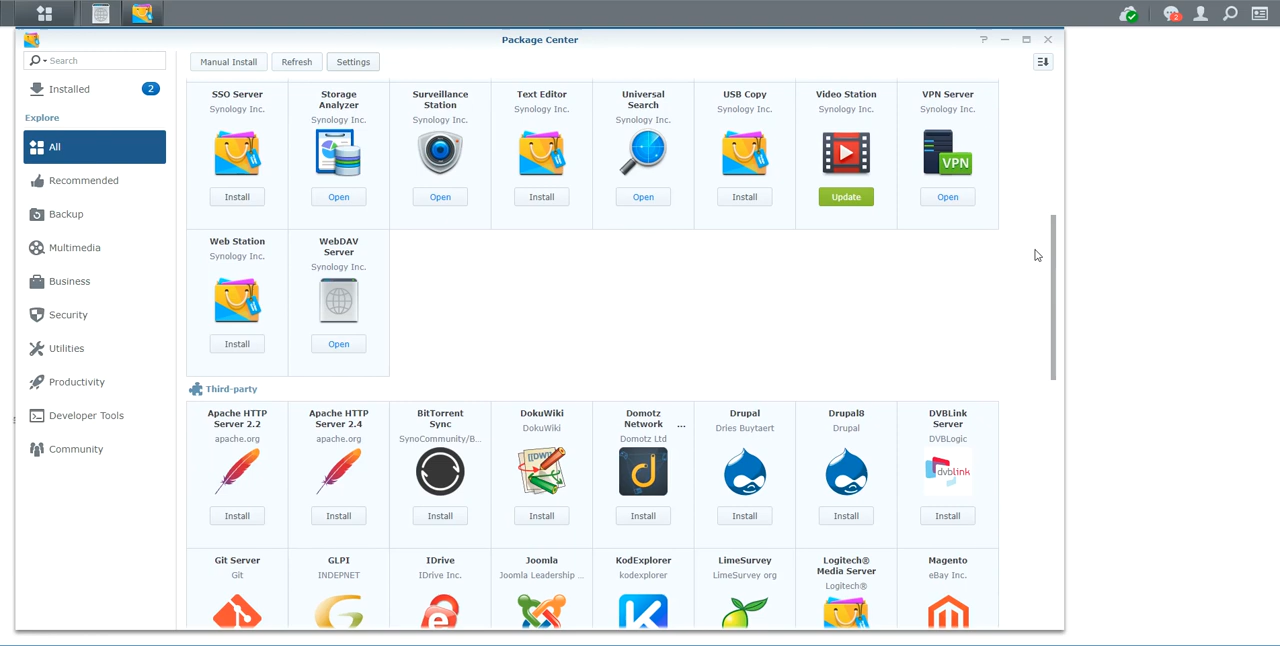 2
Package Center
Search
Manual Install
Refresh
Settings
Installed
2
Explore
All
Recommended
Backup
Multimedia
Business
Security
Utilities
Productivity
Developer Tools
Community
SSO Server
Synology Inc.
Install
Storage
Analyzer
Synology Inc.
Open
Surveillance
Station
Synology Inc.
Open
Text Editor
Synology Inc.
Install
Universal
Search
Synology Inc.
Open
USB Copy
Synology Inc.
Install
Video Station
Synology Inc.
Update
VPN Server
Synology Inc.
VPN
Open
Web Station
Synology Inc.
Install
WebDAV
Server
Synology Inc.
Open
Third-party
Apache HTTP
Server 2.2
apache.org
Install
Apache HTTP
Server 2.4
apache.org
Install
BitTorrent
Sync
SynoCommunity/B...
Install
DokuWiki
DokuWiki
Install
Domotz
Network ...
Domotz Ltd
Install
Drupal
Dries Buytaert
Install
Drupal8
Drupal
Install
DVBLink
Server
DVBLogic
dvblink
Install
Git Server
Git
GLPI
INDEPNET
IDrive
IDrive Inc.
Joomla
Joomla Leadership ...
KodExplorer
kodexplorer
LimeSurvey
LimeSurvey org
Logitech®
Media Server
Logitech®
Magento
eBay Inc.